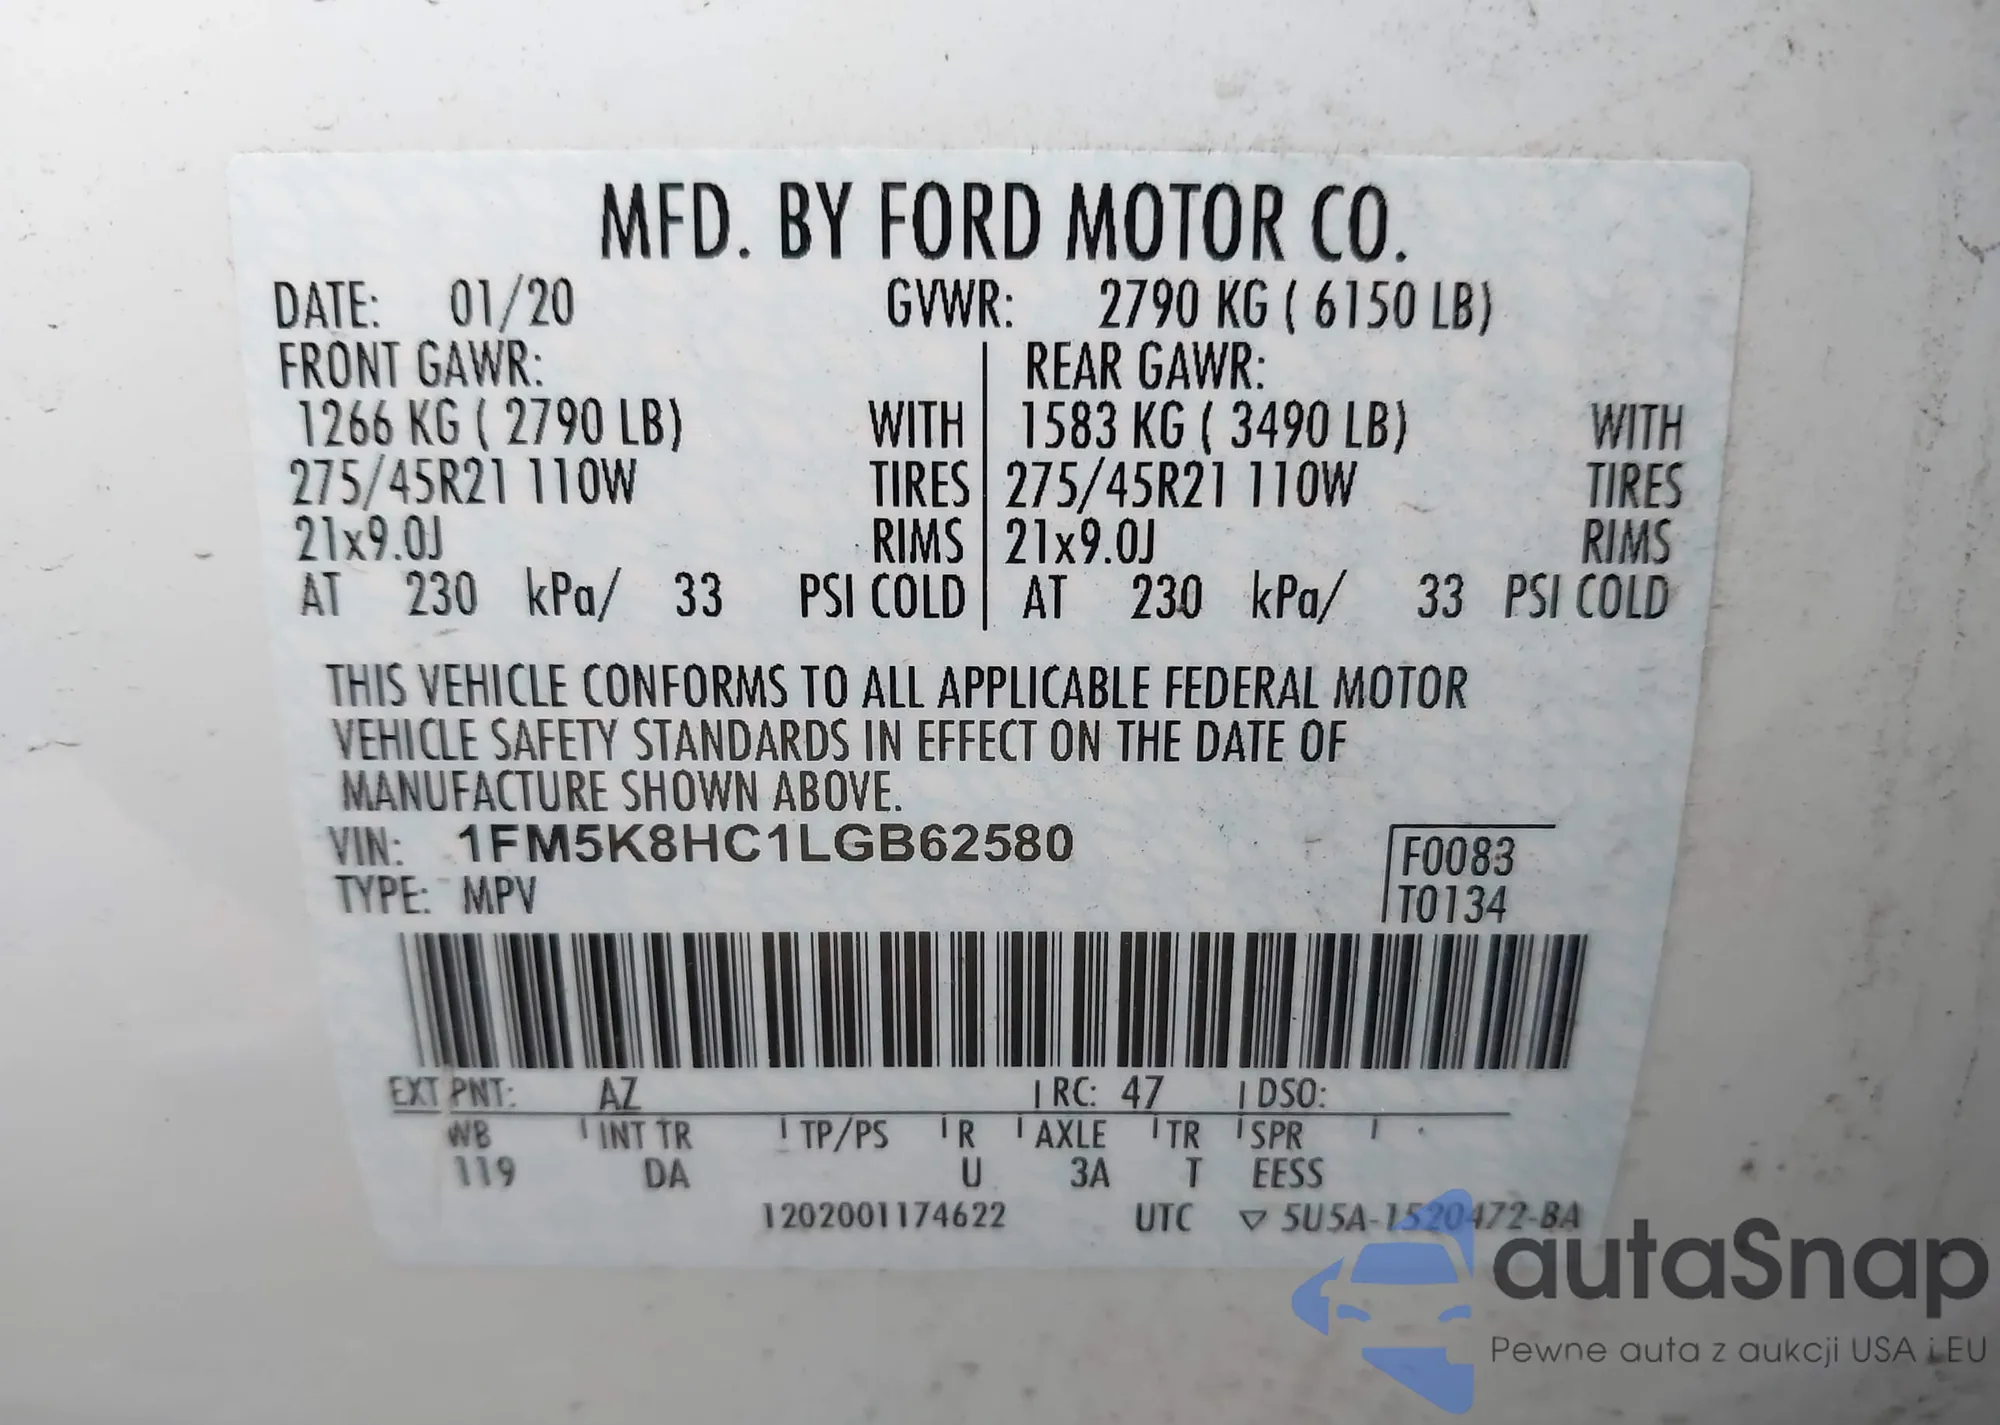 MFD. BY FORD MOTOR CO.
DATE: 01/20 GVWR: 2790 KG ( 6150 LB)
FRONT GAWR: REAR GAWR:
1266 KG ( 2790 LB) WITH 1583 KG ( 3490 LB) WITH
275/45R21 110W TIRES 275/45R21 110W TIRES
21x9.0J RIMS 21x9.0J RIMS
AT 230 kPa/ 33 PSI COLD AT 230 kPa/ 33 PSI COLD
THIS VEHICLE CONFORMS TO ALL APPLICABLE FEDERAL MOTOR
VEHICLE SAFETY STANDARDS IN EFFECT ON THE DATE OF
MANUFACTURE SHOWN ABOVE.
VIN: 1FM5K8HC1LGB62580
TYPE: MPV
F0083
T0134
EXT PNT: AZ RC: 47 DSO:
WB INT TR TP/PS R AXLE TR SPR
119 DA U 3A T EESS
1202001174622 UTC ▽ 5U5A-1520472-BA
autaSnap
Pewne auta z aukcji USA i EU